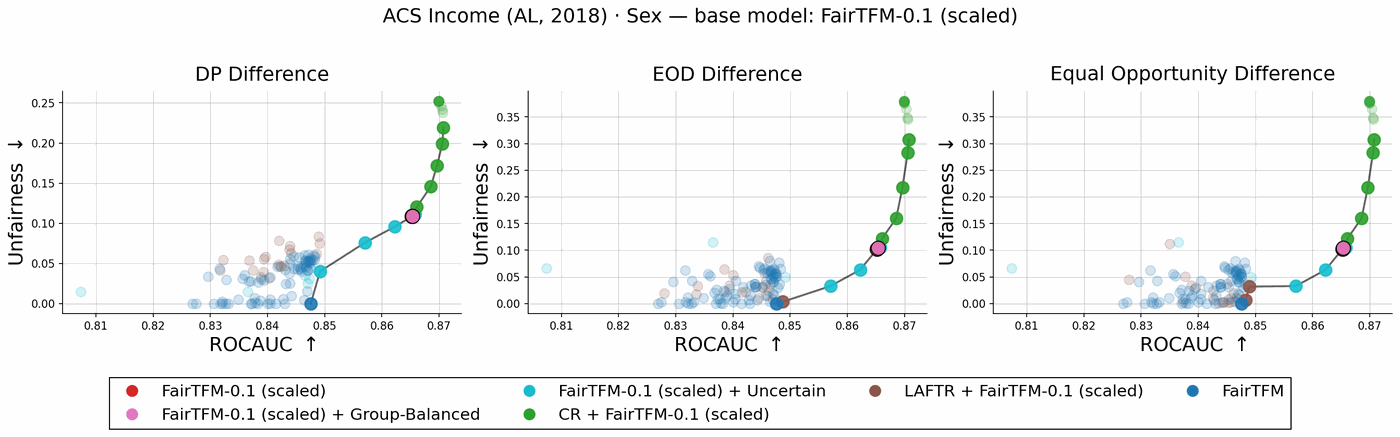 ACS Income (AL, 2018) · Sex — base model: FairTFM-0.1 (scaled)
DP Difference
EOD Difference
Equal Opportunity Difference
Unfairness ↓
0.25
0.20
0.15
0.10
0.05
0.00
0.81 0.82 0.83 0.84 0.85 0.86 0.87
ROCAUC ↑
Unfairness ↓
0.35
0.30
0.25
0.20
0.15
0.10
0.05
0.00
0.81 0.82 0.83 0.84 0.85 0.86 0.87
ROCAUC ↑
Unfairness ↓
0.35
0.30
0.25
0.20
0.15
0.10
0.05
0.00
0.81 0.82 0.83 0.84 0.85 0.86 0.87
ROCAUC ↑
FairTFM-0.1 (scaled)
FairTFM-0.1 (scaled) + Group-Balanced
FairTFM-0.1 (scaled) + Uncertain
CR + FairTFM-0.1 (scaled)
LAFTR + FairTFM-0.1 (scaled)
FairTFM